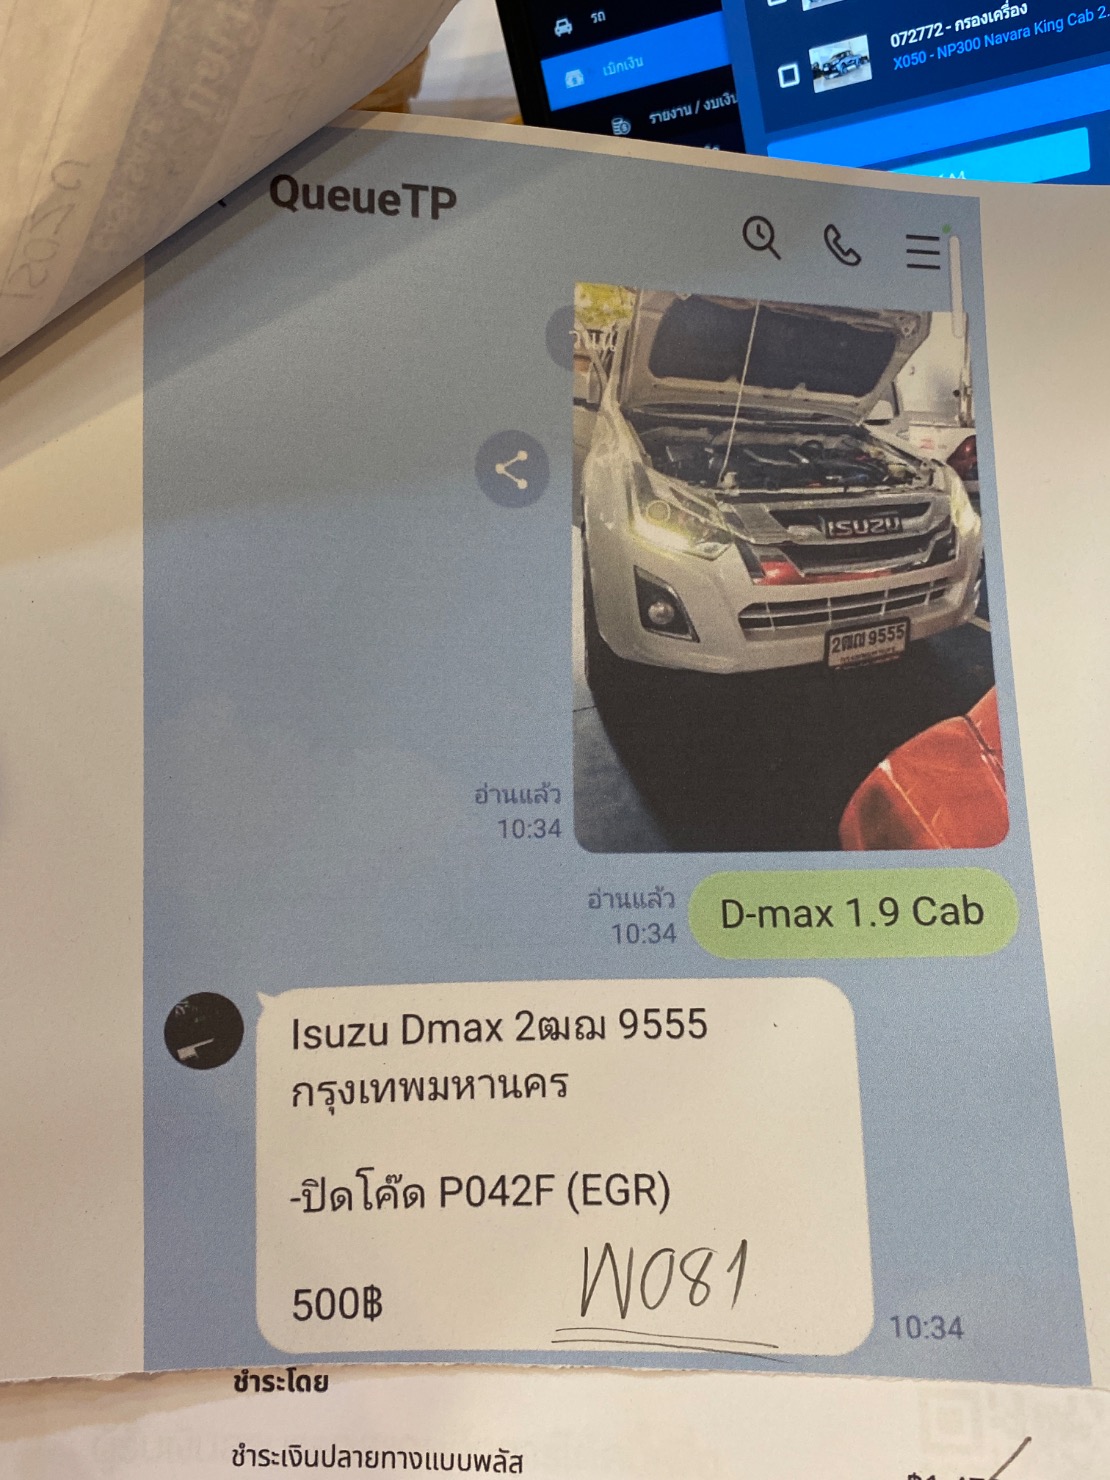 รถ
เบิกเงิน
รายงาน / งบเงิน
072772 - กรองเครื่อง
X050 - NP300 Navara King Cab 2.
QueueTP
ISUZU
2ฒฌ 9555
อ่านแล้ว
10:34
อ่านแล้ว
10:34
D-max 1.9 Cab
Isuzu Dmax 2ฒฌ 9555
กรุงเทพมหานคร
-ปิดโค๊ด P042F (EGR)
500฿
W081
10:34
ชำระโดย
ชำระเงินปลายทางแบบพลัส